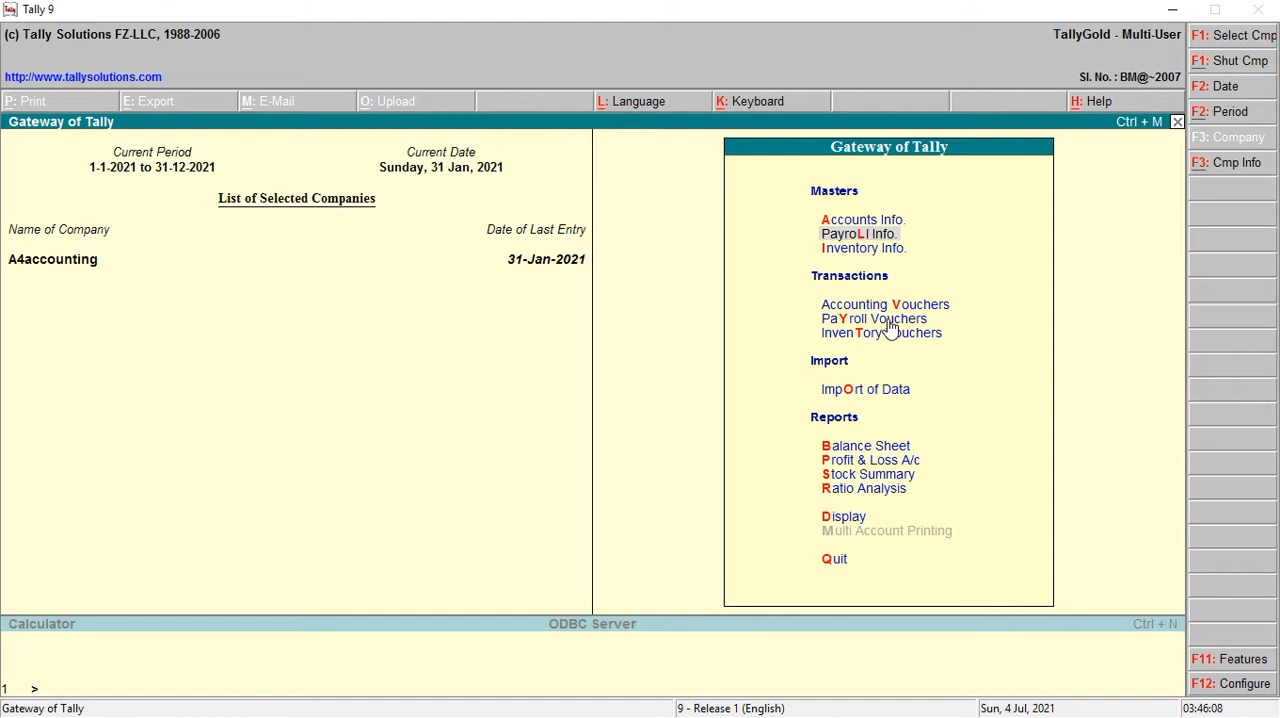 Tally 9
(c) Tally Solutions FZ-LLC, 1988-2006
TallyGold - Multi-User
http://www.tallysolutions.com
Sl. No. : BM@~2007
P: Print
E: Export
M: E-Mail
O: Upload
L: Language
K: Keyboard
H: Help
Gateway of Tally
Ctrl + M
Current Period
1-1-2021 to 31-12-2021
Current Date
Sunday, 31 Jan, 2021
List of Selected Companies
Name of Company
Date of Last Entry
A4accounting
31-Jan-2021
Gateway of Tally
Masters
Accounts Info.
PayroLl Info.
Inventory Info.
Transactions
Accounting Vouchers
PaYroll Vouchers
InvenTory Vouchers
Import
ImpOrt of Data
Reports
Balance Sheet
Profit & Loss A/c
Stock Summary
Ratio Analysis
Display
Multi Account Printing
Quit
F1: Select Cmp
F1: Shut Cmp
F2: Date
F2: Period
F3: Company
F3: Cmp Info
F11: Features
F12: Configure
Calculator
ODBC Server
Ctrl + N
1 >
Gateway of Tally
9 - Release 1 (English)
Sun, 4 Jul, 2021
03:46:08